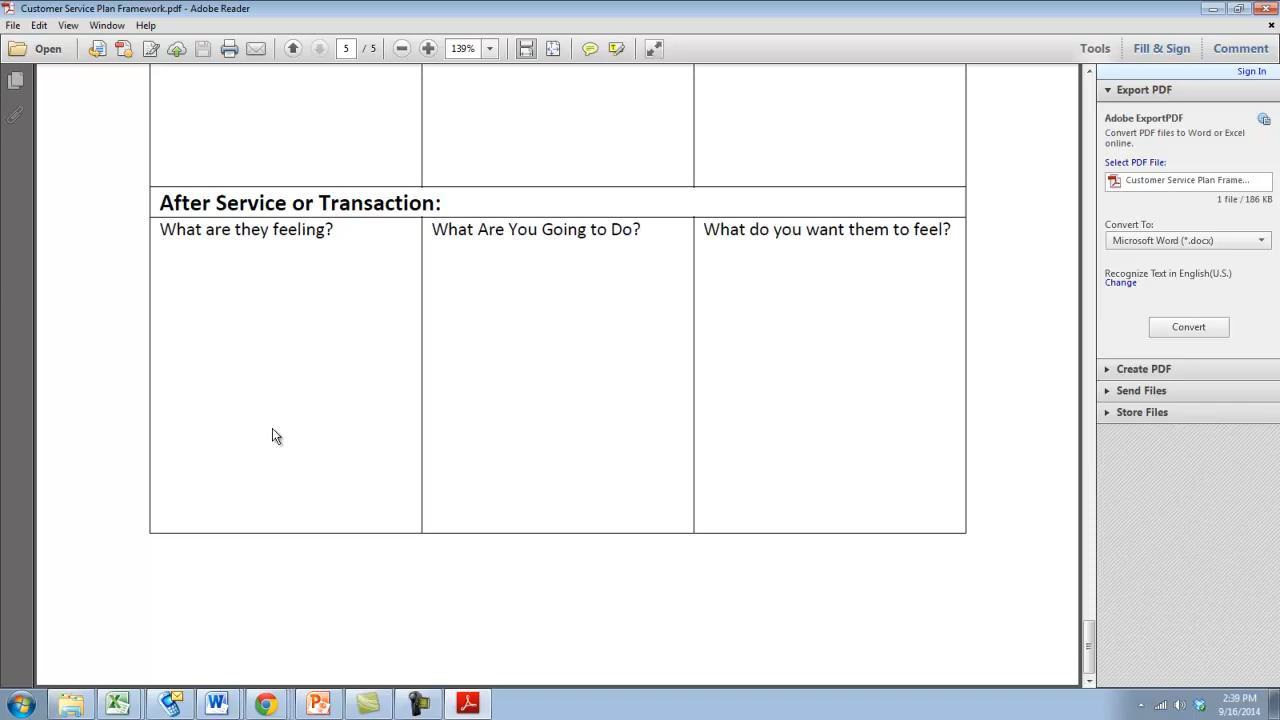 Customer Service Plan Framework.pdf - Adobe Reader
File Edit View Window Help
Open 5 / 5 139% Tools Fill & Sign Comment
Sign In
Export PDF
Adobe ExportPDF
Convert PDF files to Word or Excel
online.
Select PDF File:
Customer Service Plan Frame...
1 file / 186 KB
Convert To:
Microsoft Word (*.docx)
Recognize Text in English(U.S.)
Change
Convert
Create PDF
Send Files
Store Files
After Service or Transaction:
What are they feeling? What Are You Going to Do? What do you want them to feel?
2:39 PM
9/16/2014